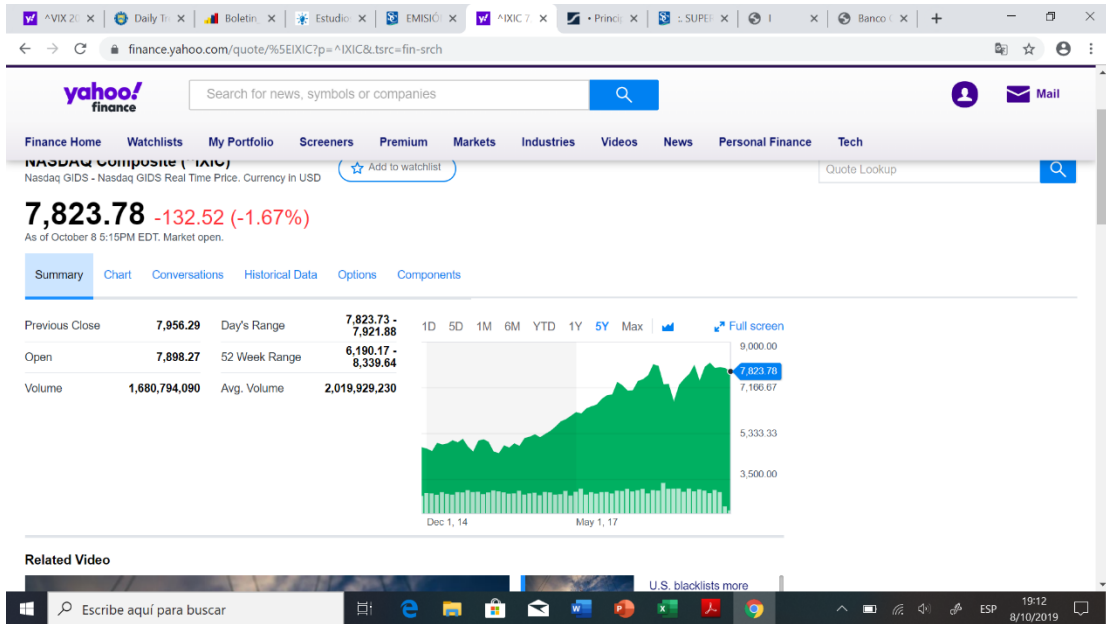 ^VIX 20
Daily Tr
Boletin_
Estudio
EMISIÓ
^IXIC 7
• Princip
:. SUPER
Banco
finance.yahoo.com/quote/%5EIXIC?p=^IXIC&.tsrc=fin-srch
yahoo!
finance
Search for news, symbols or companies
Mail
Finance Home Watchlists My Portfolio Screeners Premium Markets Industries Videos News Personal Finance Tech
NASDAQ Composite (^IXIC)
Nasdaq GIDS - Nasdaq GIDS Real Time Price. Currency in USD
Add to watchlist
Quote Lookup
7,823.78 -132.52 (-1.67%)
As of October 8 5:15PM EDT. Market open.
Summary Chart Conversations Historical Data Options Components
Previous Close 7,956.29
Open 7,898.27
Volume 1,680,794,090
Day's Range 7,823.73 -
7,921.88
52 Week Range 6,190.17 -
8,339.64
Avg. Volume 2,019,929,230
1D 5D 1M 6M YTD 1Y 5Y Max Full screen
9,000.00
7,823.78
7,166.67
5,333.33
3,500.00
Dec 1, 14 May 1, 17
Related Video
U.S. blacklists more
Escribe aquí para buscar
ESP
19:12
8/10/2019